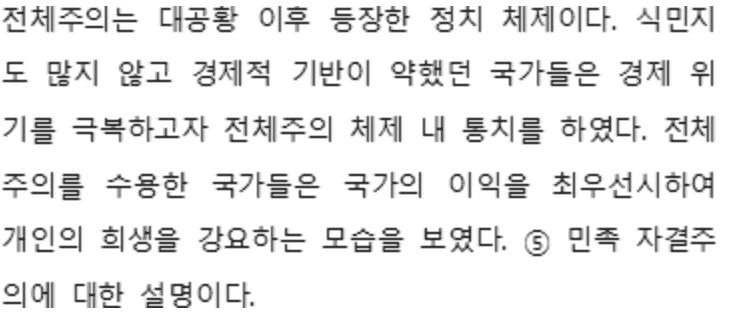 전체주의는 대공황 이후 등장한 정치 체제이다. 식민지
도 많지 않고 경제적 기반이 약했던 국가들은 경제 위
기를 극복하고자 전체주의 체제 내 통치를 하였다. 전체
주의를 수용한 국가들은 국가의 이익을 최우선시하여
개인의 희생을 강요하는 모습을 보였다. ⑤ 민족 자결주
의에 대한 설명이다.